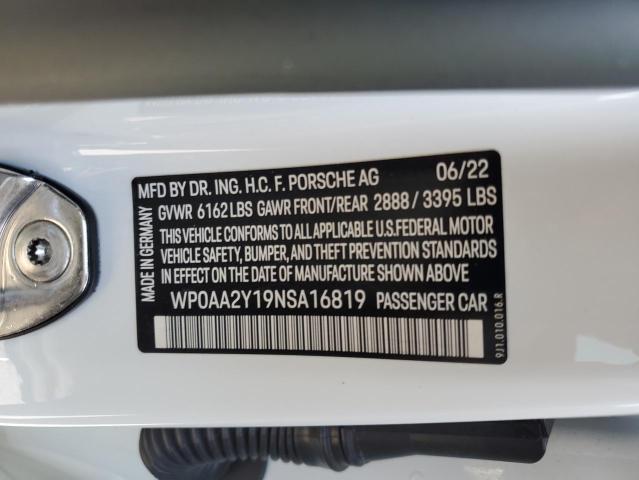 MADE IN GERMANY
MFD BY DR. ING. H.C. F. PORSCHE AG 06/22
GVWR 6162 LBS GAWR FRONT/REAR 2888 / 3395 LBS
THIS VEHICLE CONFORMS TO ALL APPLICABLE U.S.FEDERAL MOTOR
VEHICLE SAFETY, BUMPER, AND THEFT PREVENTION STANDARDS
IN EFFECT ON THE DATE OF MANUFACTURE SHOWN ABOVE
WP0AA2Y19NSA16819 PASSENGER CAR
9J1.010.016.R